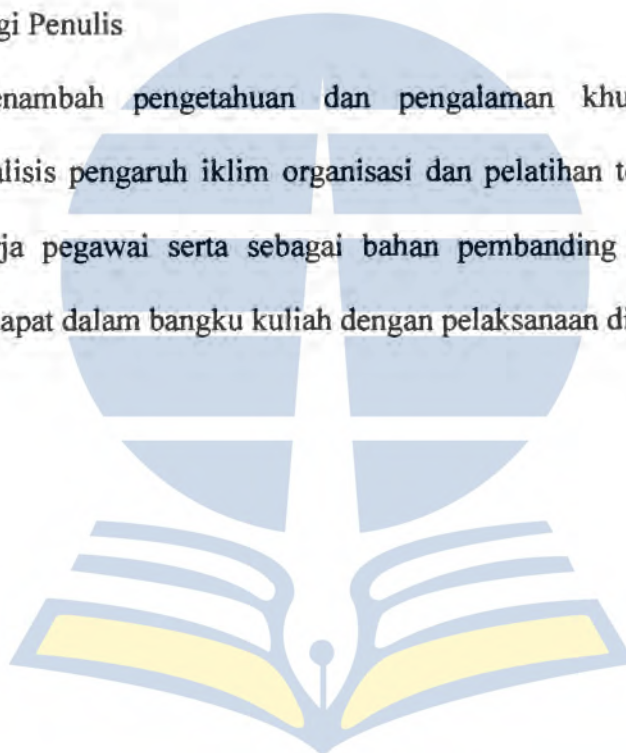 gi Penulis
enambah pengetahuan dan pengalaman khu
alisis pengaruh iklim organisasi dan pelatihan te
rja pegawai serta sebagai bahan pembanding
apat dalam bangku kuliah dengan pelaksanaan di